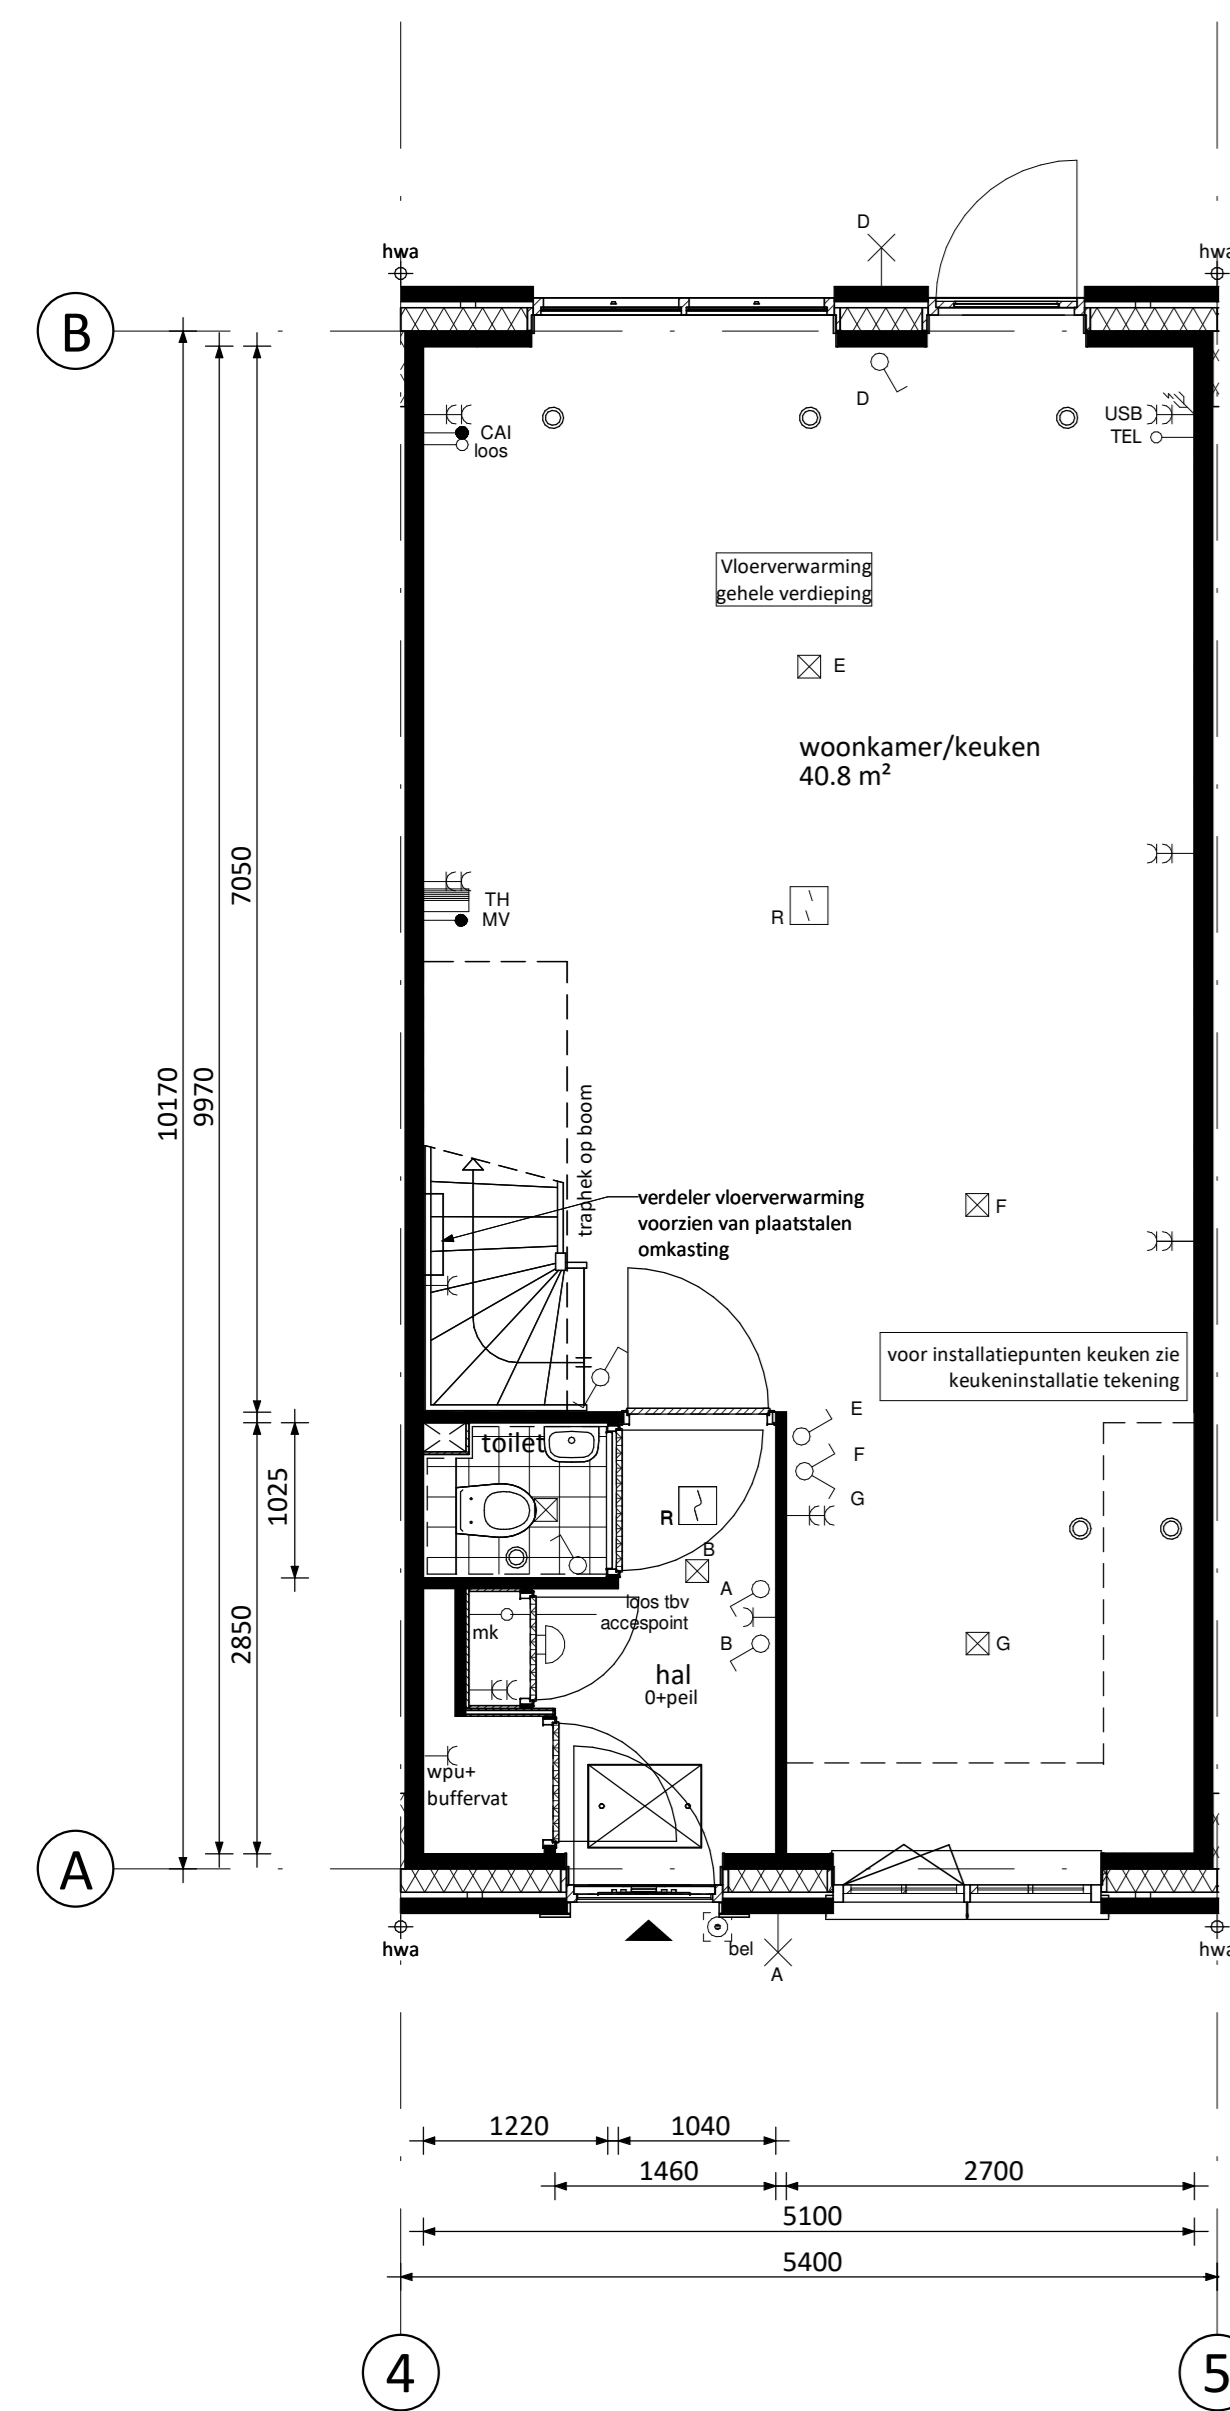 D
hwa
hwa
B
D
USB
CAI
TEL
loos
Vloerverwarming
gehele verdieping
E
woonkamer/keuken
40.8 m²
7050
TH
MV
R
10170
9970
traphek op boom
verdeler vloerverwarming
voorzien van plaatstalen
omkasting
F
voor installatiepunten keuken zie
keukeninstallatie tekening
E
toilet
F
1025
G
R
B
A
loos tbv
accespoint
mk
B
G
2850
hal
0+peil
wpu+
buffervat
A
hwa
bel
hwa
A
1220
1040
1460
2700
5100
5400
4
5